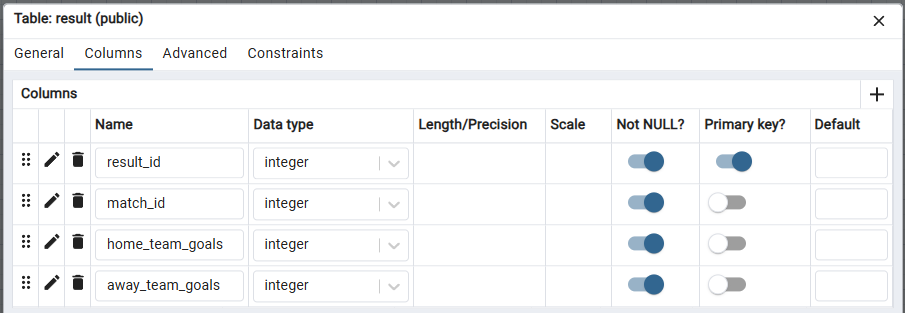 Table: result (public)
General Columns Advanced Constraints
Columns
Name Data type Length/Precision Scale Not NULL? Primary key? Default
result_id integer
match_id integer
home_team_goals integer
away_team_goals integer